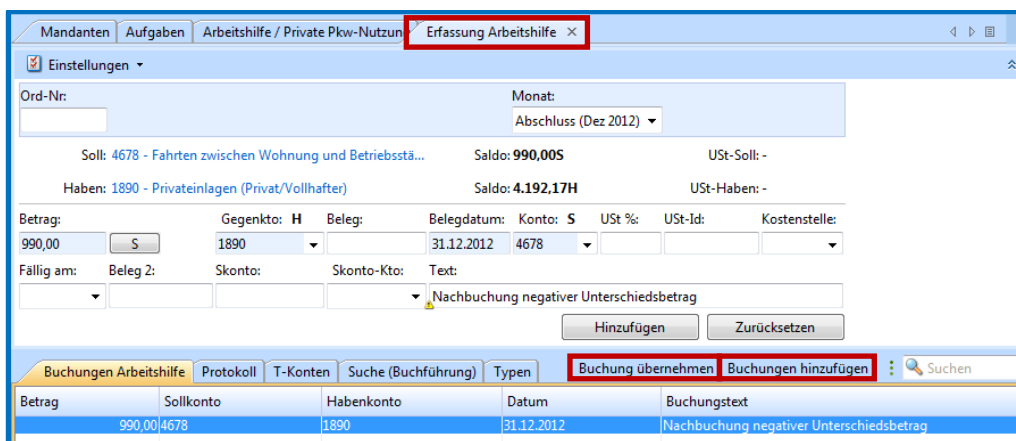 Mandanten Aufgaben Arbeitshilfe / Private Pkw-Nutzun Erfassung Arbeitshilfe
Einstellungen
Ord-Nr: Monat:
Abschluss (Dez 2012)
Soll: 4678 - Fahrten zwischen Wohnung und Betriebsstä... Saldo: 990,00S USt-Soll: -
Haben: 1890 - Privateinlagen (Privat/Vollhafter) Saldo: 4.192,17H USt-Haben: -
Betrag: Gegenkto: H Beleg: Belegdatum: Konto: S USt %: USt-Id: Kostenstelle:
990,00 S 1890 31.12.2012 4678
Fällig am: Beleg 2: Skonto: Skonto-Kto: Text:
Nachbuchung negativer Unterschiedsbetrag
Hinzufügen Zurücksetzen
Buchungen Arbeitshilfe Protokoll T-Konten Suche (Buchführung) Typen Buchung übernehmen Buchungen hinzufügen Suchen
Betrag Sollkonto Habenkonto Datum Buchungstext
990,00 4678 1890 31.12.2012 Nachbuchung negativer Unterschiedsbetrag